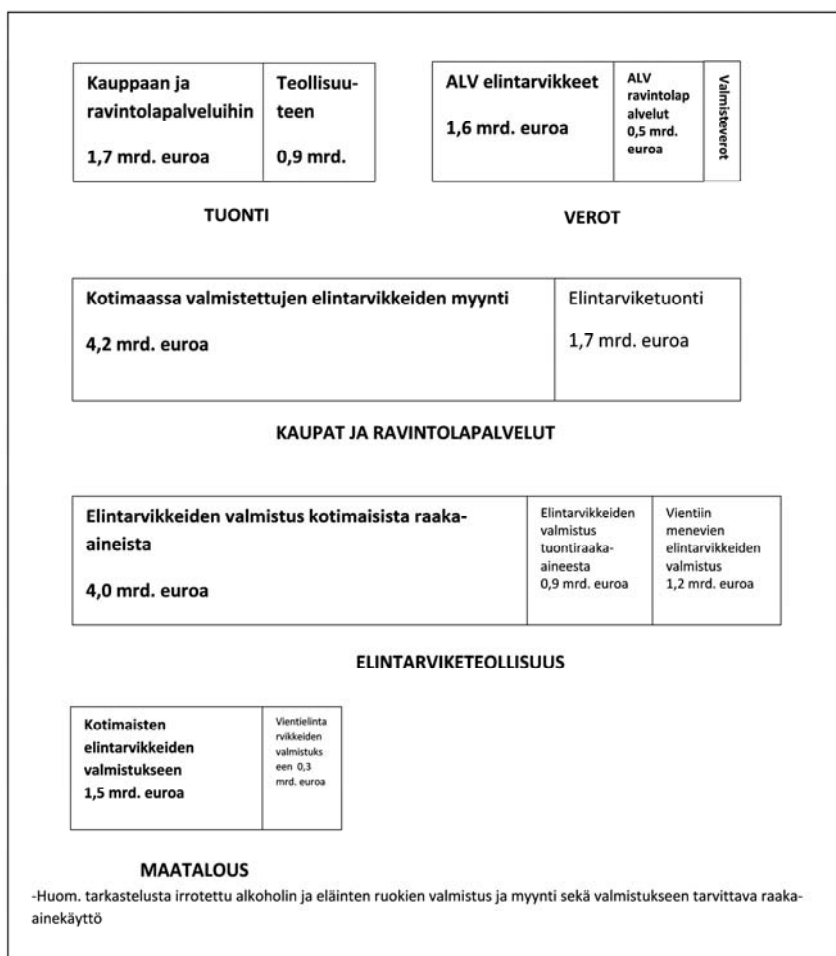 Kauppaan ja
ravintolapalveluihin
1,7 mrd. euroa
Teollisuu-
teen
0,9 mrd.
TUONTI
ALV elintarvikkeet
1,6 mrd. euroa
ALV
ravintolap
alvelut
0,5 mrd.
euroa
Valmisteverot
VEROT
Kotimaassa valmistettujen elintarvikkeiden myynti
4,2 mrd. euroa
Elintarviketuonti
1,7 mrd. euroa
KAUPAT JA RAVINTOLAPALVELUT
Elintarvikkeiden valmistus kotimaisista raaka-
aineista
4,0 mrd. euroa
Elintarvikkeiden
valmistus
tuontiraaka-
aineesta
0,9 mrd. euroa
Vientiin
menevien
elintarvikkeiden
valmistus
1,2 mrd. euroa
ELINTARVIKETEOLLISUUS
Kotimaisten
elintarvikkeiden
valmistukseen
1,5 mrd. euroa
Vientielinta
rvikkeiden
valmistuks
een 0,3
mrd. euroa
MAATALOUS
-Huom. tarkastelusta irrotettu alkoholin ja eläinten ruokien valmistus ja myynti sekä valmistukseen tarvittava raaka-
ainekäyttö